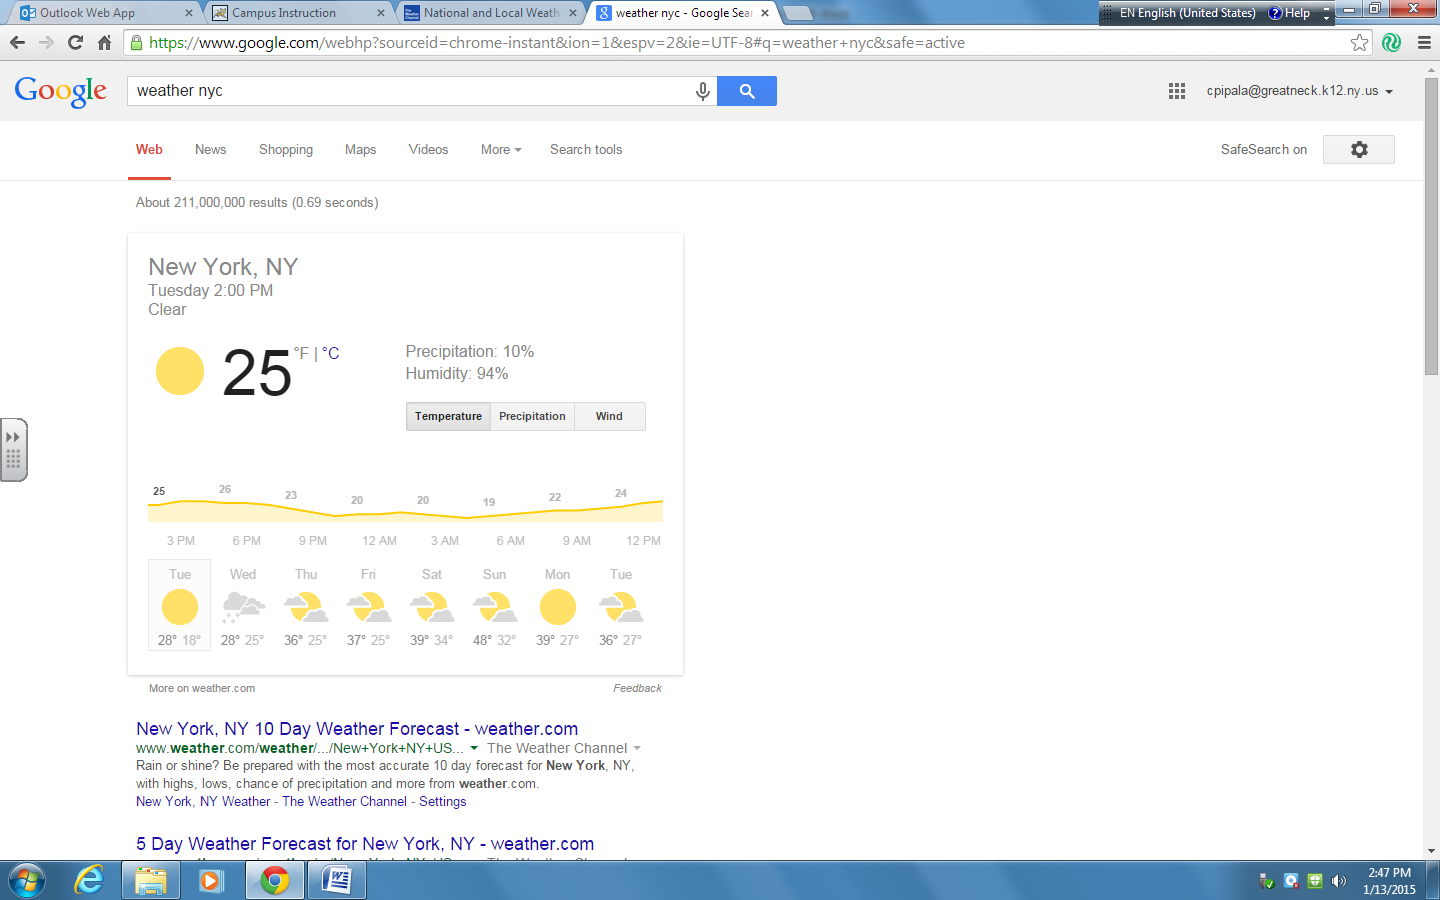 Outlook Web App
Campus Instruction
National and Local Weath
weather nyc - Google Sear
EN English (United States)
Help
https://www.google.com/webhp?sourceid=chrome-instant&ion=1&espv=2&ie=UTF-8#q=weather+nyc&safe=active
Google
weather nyc
cpipala@greatneck.k12.ny.us
Web News Shopping Maps Videos More Search tools
SafeSearch on
About 211,000,000 results (0.69 seconds)
New York, NY
Tuesday 2:00 PM
Clear
25 °F | °C
Precipitation: 10%
Humidity: 94%
Temperature Precipitation Wind
25 26 23 20 20 19 22 24
3 PM 6 PM 9 PM 12 AM 3 AM 6 AM 9 AM 12 PM
Tue Wed Thu Fri Sat Sun Mon Tue
28° 18° 28° 25° 36° 25° 37° 25° 39° 34° 48° 32° 39° 27° 36° 27°
More on weather.com
Feedback
New York, NY 10 Day Weather Forecast - weather.com
www.weather.com/weather/.../New+York+NY+US... The Weather Channel
Rain or shine? Be prepared with the most accurate 10 day forecast for New York, NY,
with highs, lows, chance of precipitation and more from weather.com.
New York, NY Weather - The Weather Channel - Settings
5 Day Weather Forecast for New York, NY - weather.com
2:47 PM
1/13/2015